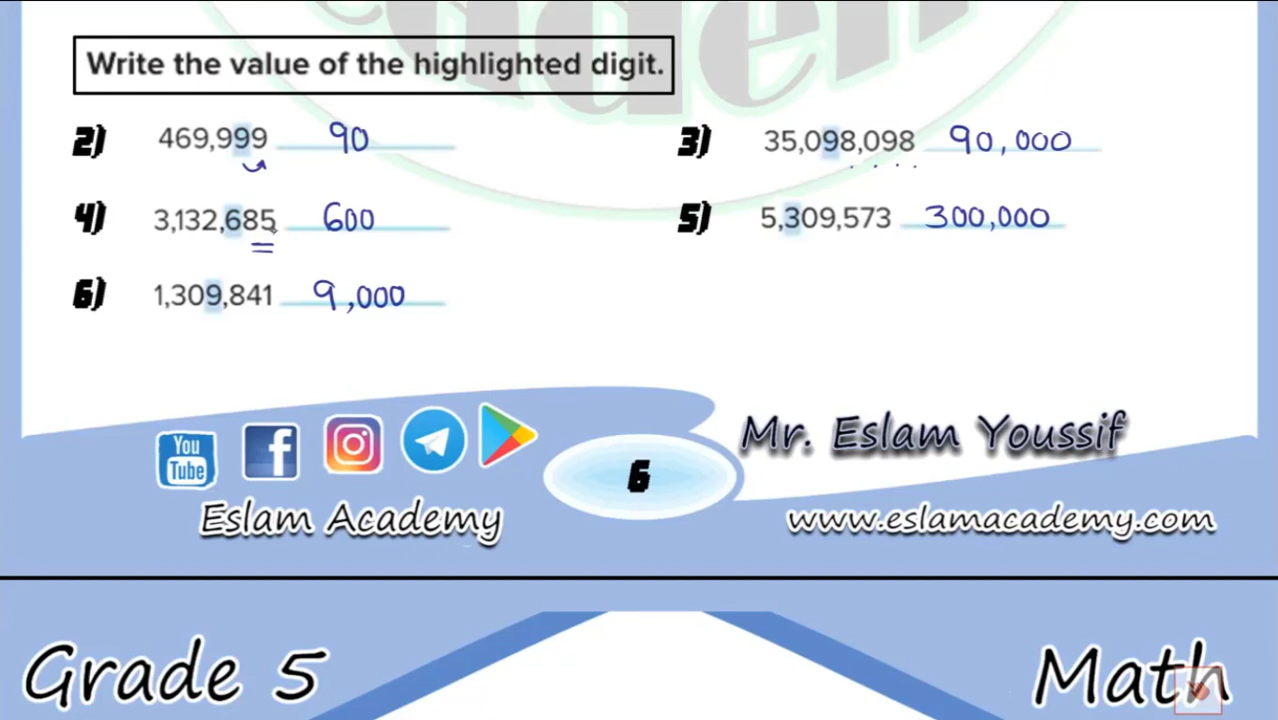 Write the value of the highlighted digit.
2) 469,999 90
3) 35,098,098 90,000
4) 3,132,685 600
5) 5,309,573 300,000
6) 1,309,841 9,000
You
Tube
Mr. Eslam Youssif
6
Eslam Academy
www.eslamacademy.com
Grade 5
Math